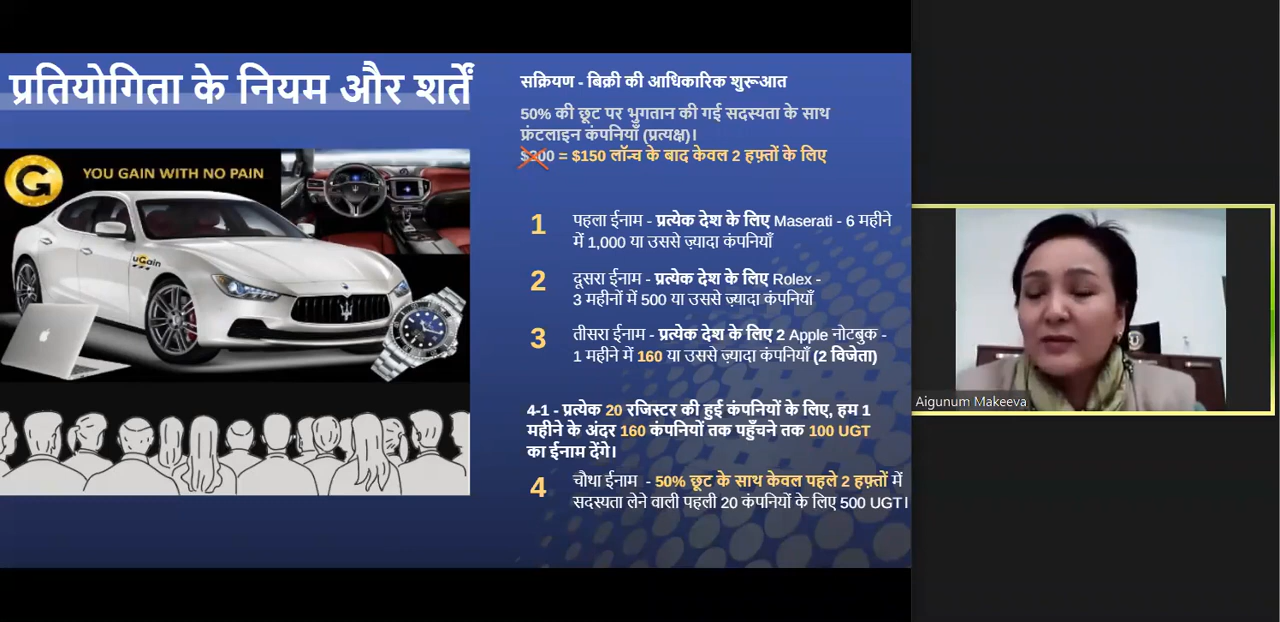 प्रतियोगिता के नियम और शर्तें
YOU GAIN WITH NO PAIN
uGain
सक्रियण - बिक्री की आधिकारिक शुरूआत
50% की छूट पर भुगतान की गई सदस्यता के साथ
फ्रंटलाइन कंपनियाँ (प्रत्यक्ष)।
$300 = $150 लॉन्च के बाद केवल 2 हफ़्तों के लिए
1 पहला ईनाम - प्रत्येक देश के लिए Maserati - 6 महीने
में 1,000 या उससे ज़्यादा कंपनियाँ
2 दूसरा ईनाम - प्रत्येक देश के लिए Rolex -
3 महीनों में 500 या उससे ज़्यादा कंपनियाँ
3 तीसरा ईनाम - प्रत्येक देश के लिए 2 Apple नोटबुक -
1 महीने में 160 या उससे ज़्यादा कंपनियाँ (2 विजेता)
4-1 - प्रत्येक 20 रजिस्टर की हुई कंपनियों के लिए, हम 1
महीने के अंदर 160 कंपनियों तक पहुँचने तक 100 UGT
का ईनाम देंगे।
4 चौथा ईनाम - 50% छूट के साथ केवल पहले 2 हफ़्तों में
सदस्यता लेने वाली पहली 20 कंपनियों के लिए 500 UGT।
Aigunum Makeeva